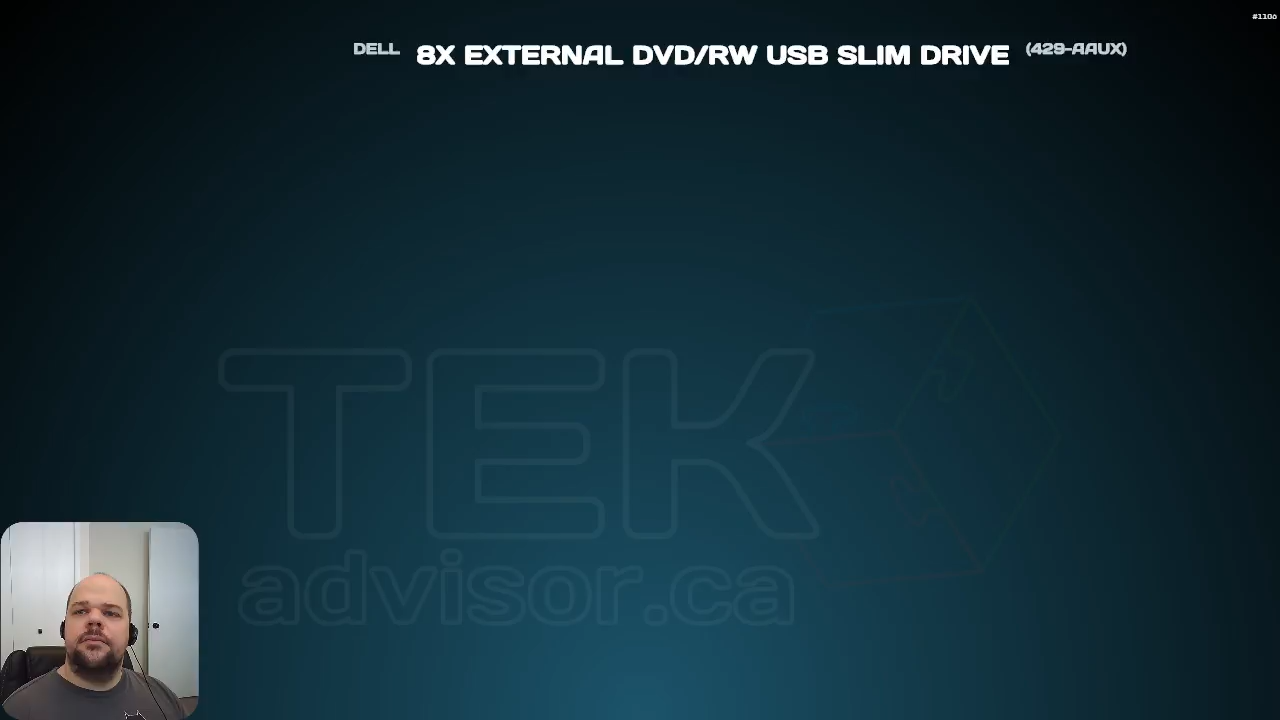 #1106
DELL 8X EXTERNAL DVD/RW USB SLIM DRIVE (429-AAUX)
TEK
advisor.ca